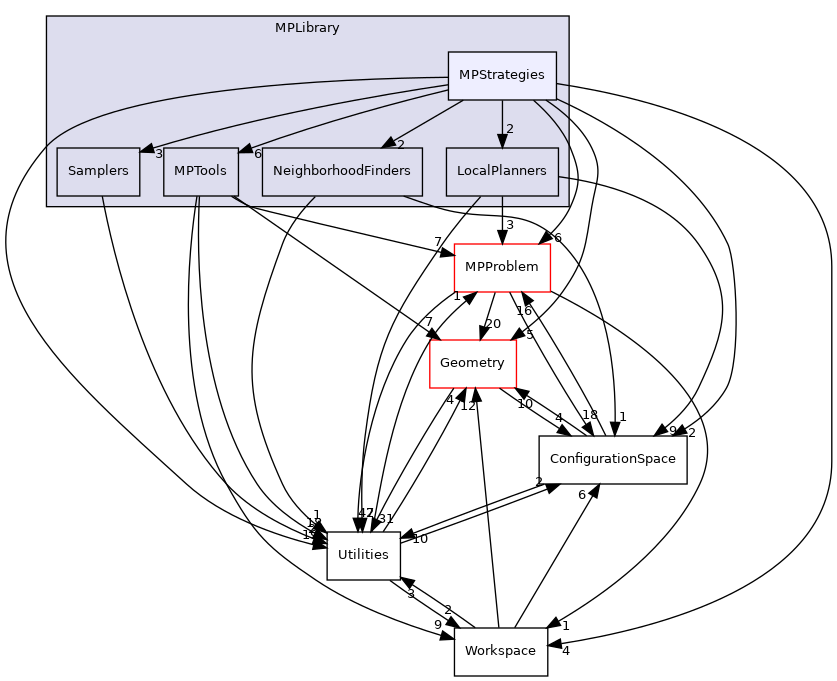 MPLibrary
MPStrategies
2
3
6
2
Samplers
MPTools
NeighborhoodFinders
LocalPlanners
3
7
6
MPProblem
1
16
7
20
5
Geometry
4
12
10
4
18
1
9
2
ConfigurationSpace
2
6
1
31
10
Utilities
3
2
9
1
4
Workspace